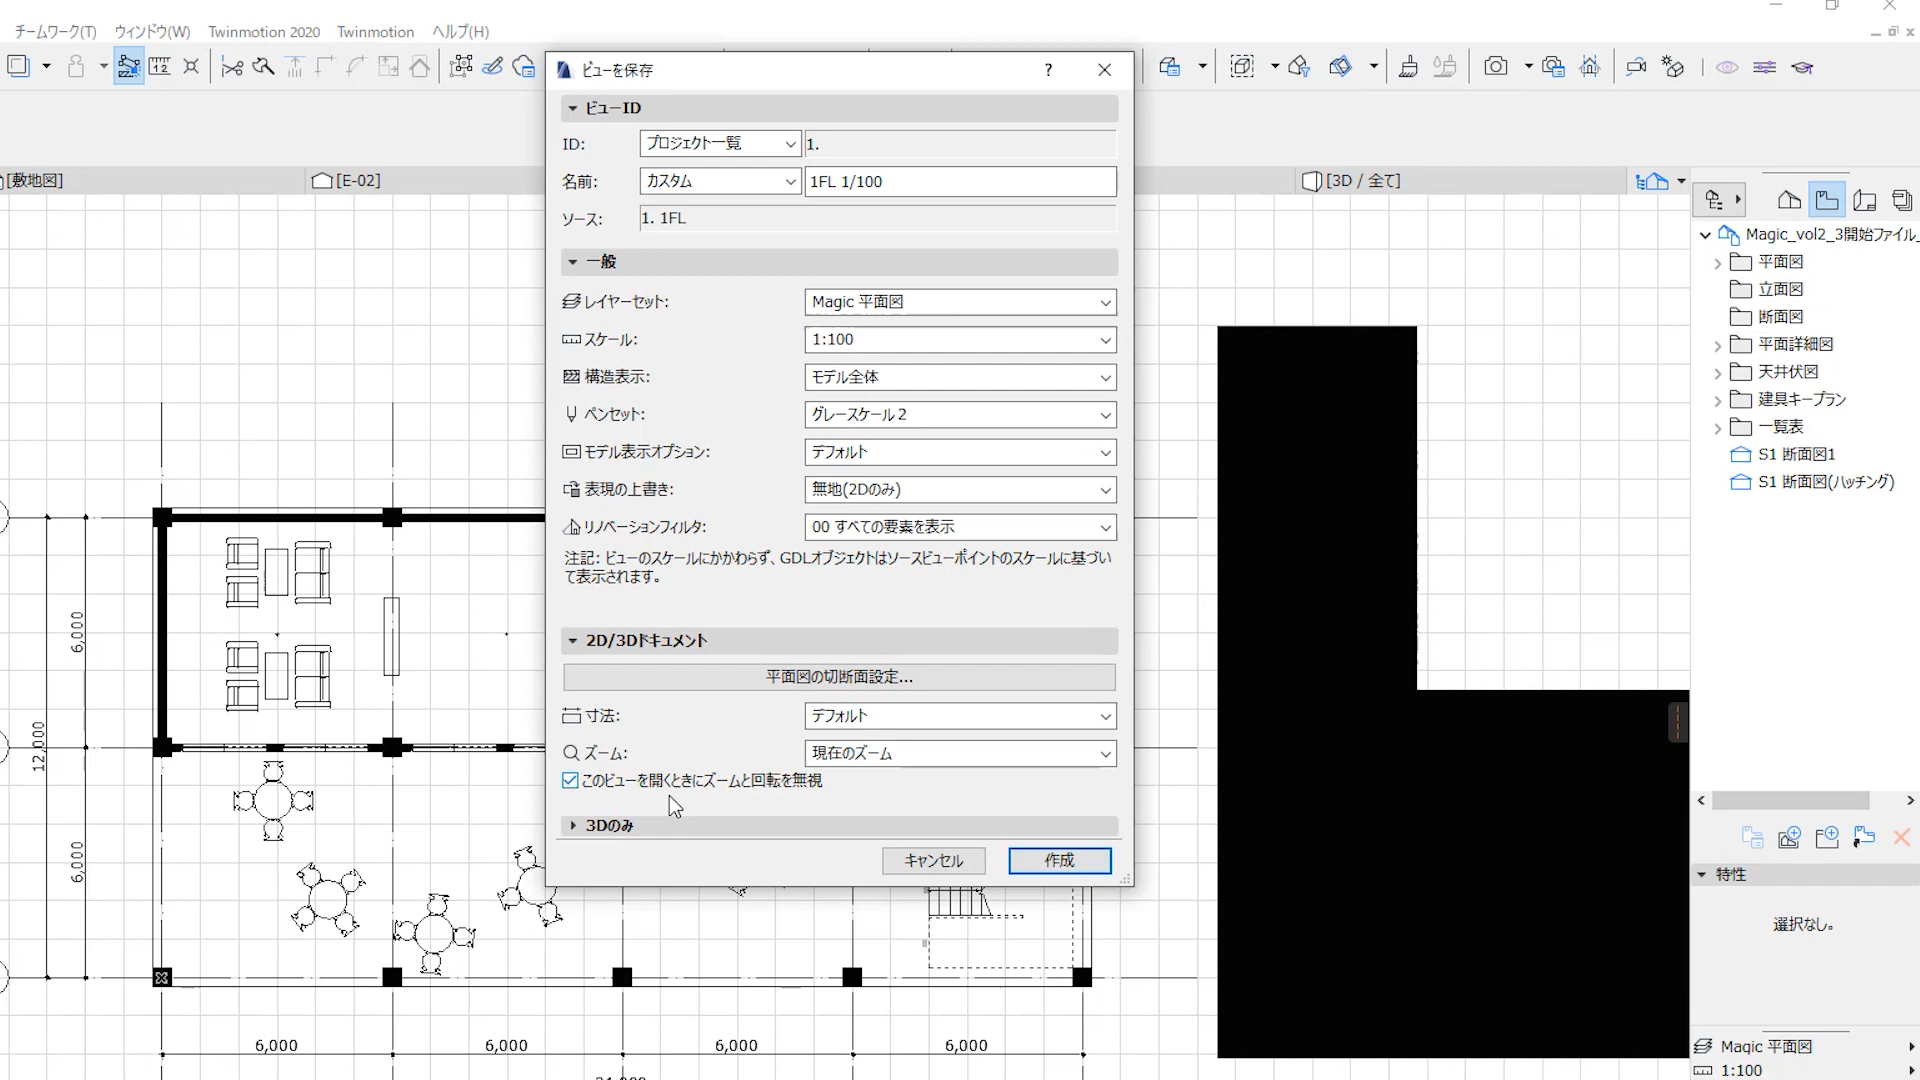 チームワーク(T) ウィンドウ(W) Twinmotion 2020 Twinmotion ヘルプ(H)
ビューを保存
?
[敷地図]
[E-02]
[3D / 全て]
ビューID
ID: プロジェクト一覧 1.
名前: カスタム 1FL 1/100
ソース: 1. 1FL
一般
レイヤーセット: Magic 平面図
スケール: 1:100
構造表示: モデル全体
ペンセット: グレースケール 2
モデル表示オプション: デフォルト
表現の上書き: 無地(2Dのみ)
リノベーションフィルタ: 00 すべての要素を表示
注記: ビューのスケールにかかわらず、GDLオブジェクトはソースビューポイントのスケールに基づい
て表示されます。
2D/3Dドキュメント
平面図の切断面設定...
寸法: デフォルト
ズーム: 現在のズーム
このビューを開くときにズームと回転を無視
3Dのみ
キャンセル 作成
6,000
12,000
6,000
6,000 6,000 6,000 6,000
Magic_vol2_3開始ファイル_
平面図
立面図
断面図
平面詳細図
天井伏図
建具キープラン
一覧表
S1 断面図1
S1 断面図(ハッチング)
特性
選択なし。
Magic 平面図
1:100